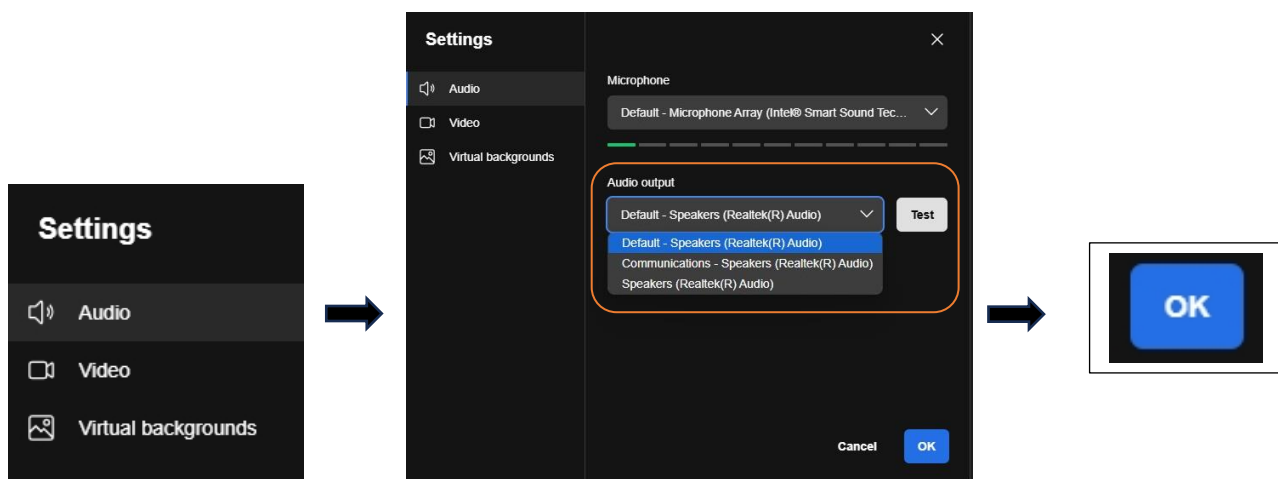 Settings
Audio
Video
Virtual backgrounds
Settings
Audio
Video
Virtual backgrounds
Microphone
Default - Microphone Array (Intel® Smart Sound Tec...
Audio output
Default - Speakers (Realtek(R) Audio)
Test
Default - Speakers (Realtek(R) Audio)
Communications - Speakers (Realtek(R) Audio)
Speakers (Realtek(R) Audio)
Cancel
OK
OK